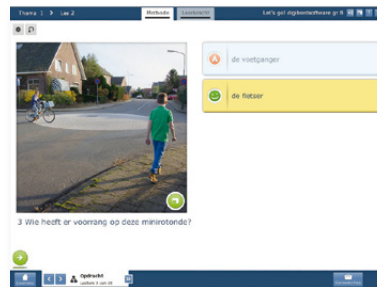 Thema 1 > Les 2
Methode
Leerkracht
Let's go! digibordsoftware gr 8
A de voetganger
de fietser
3 Wie heeft er voorrang op deze minirotonde?
Opdracht